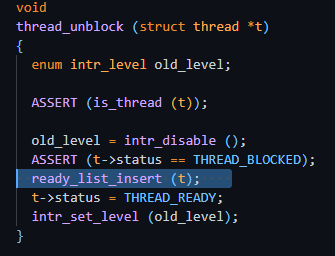 void
thread_unblock (struct thread *t)
{
  enum intr_level old_level;

  ASSERT (is_thread (t));

  old_level = intr_disable ();
  ASSERT (t->status == THREAD_BLOCKED);
  ready_list_insert (t);
  t->status = THREAD_READY;
  intr_set_level (old_level);
}